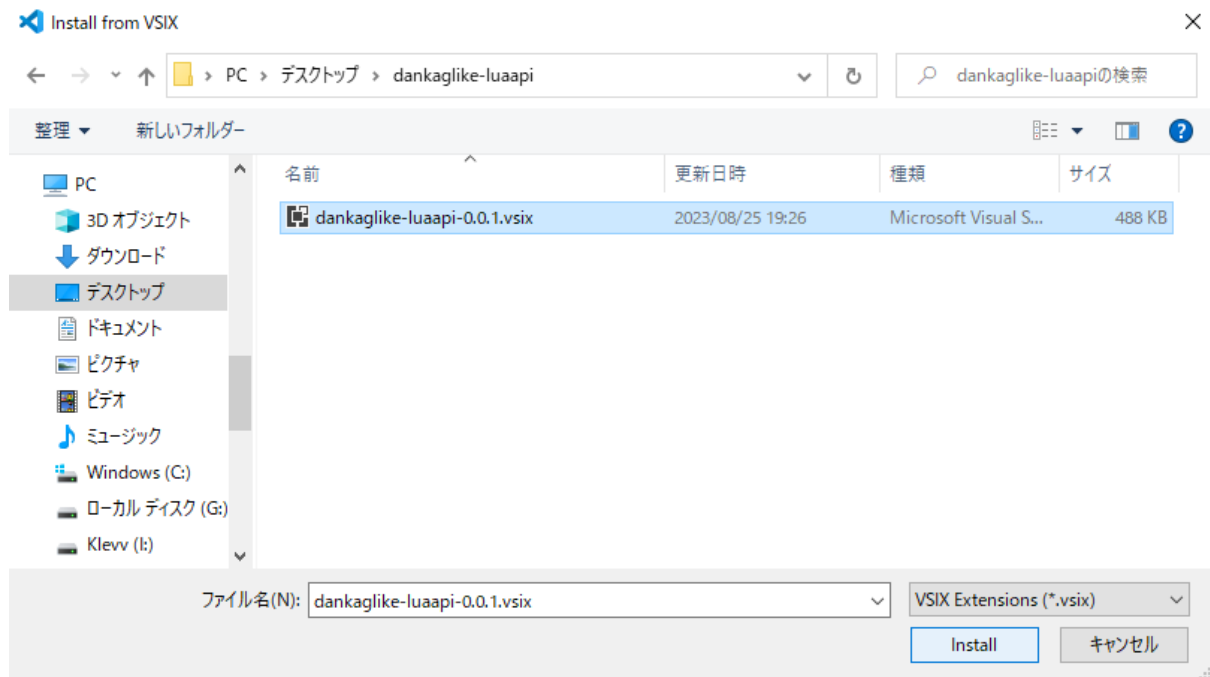 Install from VSIX
PC › デスクトップ › dankaglike-luaapi
dankaglike-luaapiの検索
整理
新しいフォルダー
名前
更新日時
種類
サイズ
dankaglike-luaapi-0.0.1.vsix
2023/08/25 19:26
Microsoft Visual S...
488 KB
PC
3D オブジェクト
ダウンロード
デスクトップ
ドキュメント
ピクチャ
ビデオ
ミュージック
Windows (C:)
ローカル ディスク (G:)
Klevv (I:)
ファイル名(N):
dankaglike-luaapi-0.0.1.vsix
VSIX Extensions (*.vsix)
Install
キャンセル